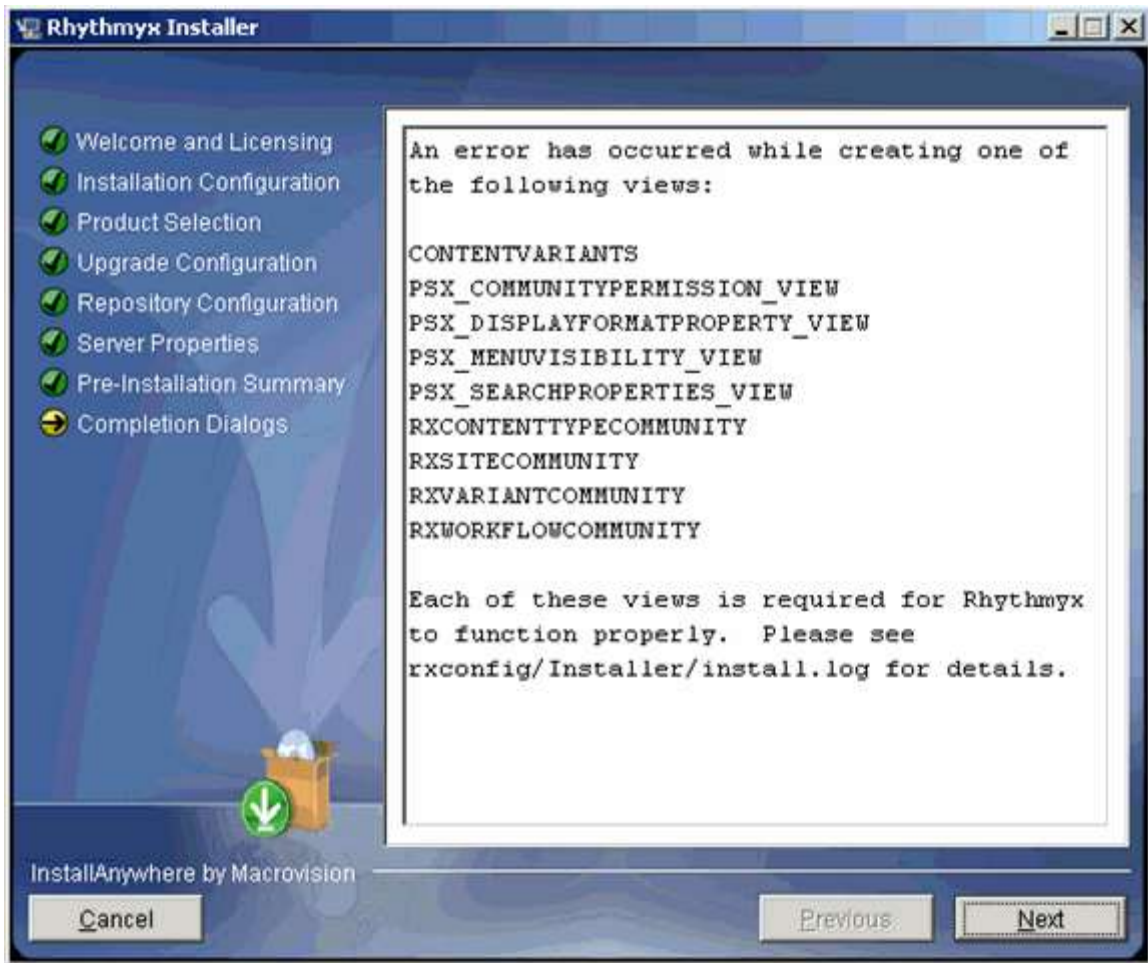 Rhythmyx Installer
Welcome and Licensing
Installation Configuration
Product Selection
Upgrade Configuration
Repository Configuration
Server Properties
Pre-Installation Summary
Completion Dialogs
An error has occurred while creating one of
the following views:
CONTENTVARIANTS
PSX_COMMUNITYPERMISSION_VIEW
PSX_DISPLAYFORMATPROPERTY_VIEW
PSX_MENUVISIBILITY_VIEW
PSX_SEARCHPROPERTIES_VIEW
RXCONTENTTYPECOMMUNITY
RXSITECOMMUNITY
RXVARIANTCOMMUNITY
RXWORKFLOWCOMMUNITY
Each of these views is required for Rhythmyx
to function properly.  Please see
rxconfig/Installer/install.log for details.
InstallAnywhere by Macrovision
Cancel
Previous
Next